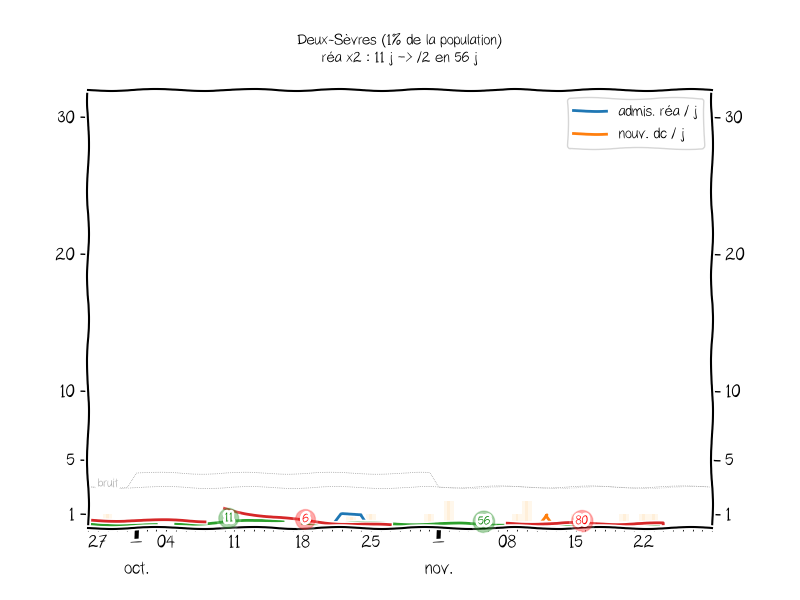 Deux-Sèvres (1% de la population)
réa x2 : 11 j -> /2 en 56 j
admis. réa / j
nouv. dc / j
30 30
20 20
10 10
5 5
bruit
1 1
11 6 56 80
27 04 11 18 25 08 15 22
oct. nov.